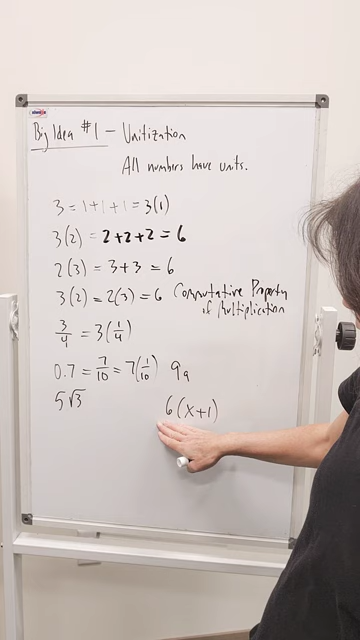 Big Idea #1 - Unitization
All numbers have units.
3 = 1+1+1 = 3(1)
3(2) = 2+2+2 = 6
2(3) = 3+3 = 6
3(2) = 2(3) = 6 Commutative Property of Multiplication
3/4 = 3(1/4)
0.7 = 7/10 = 7(1/10) 9a
5√3 6(x+1)